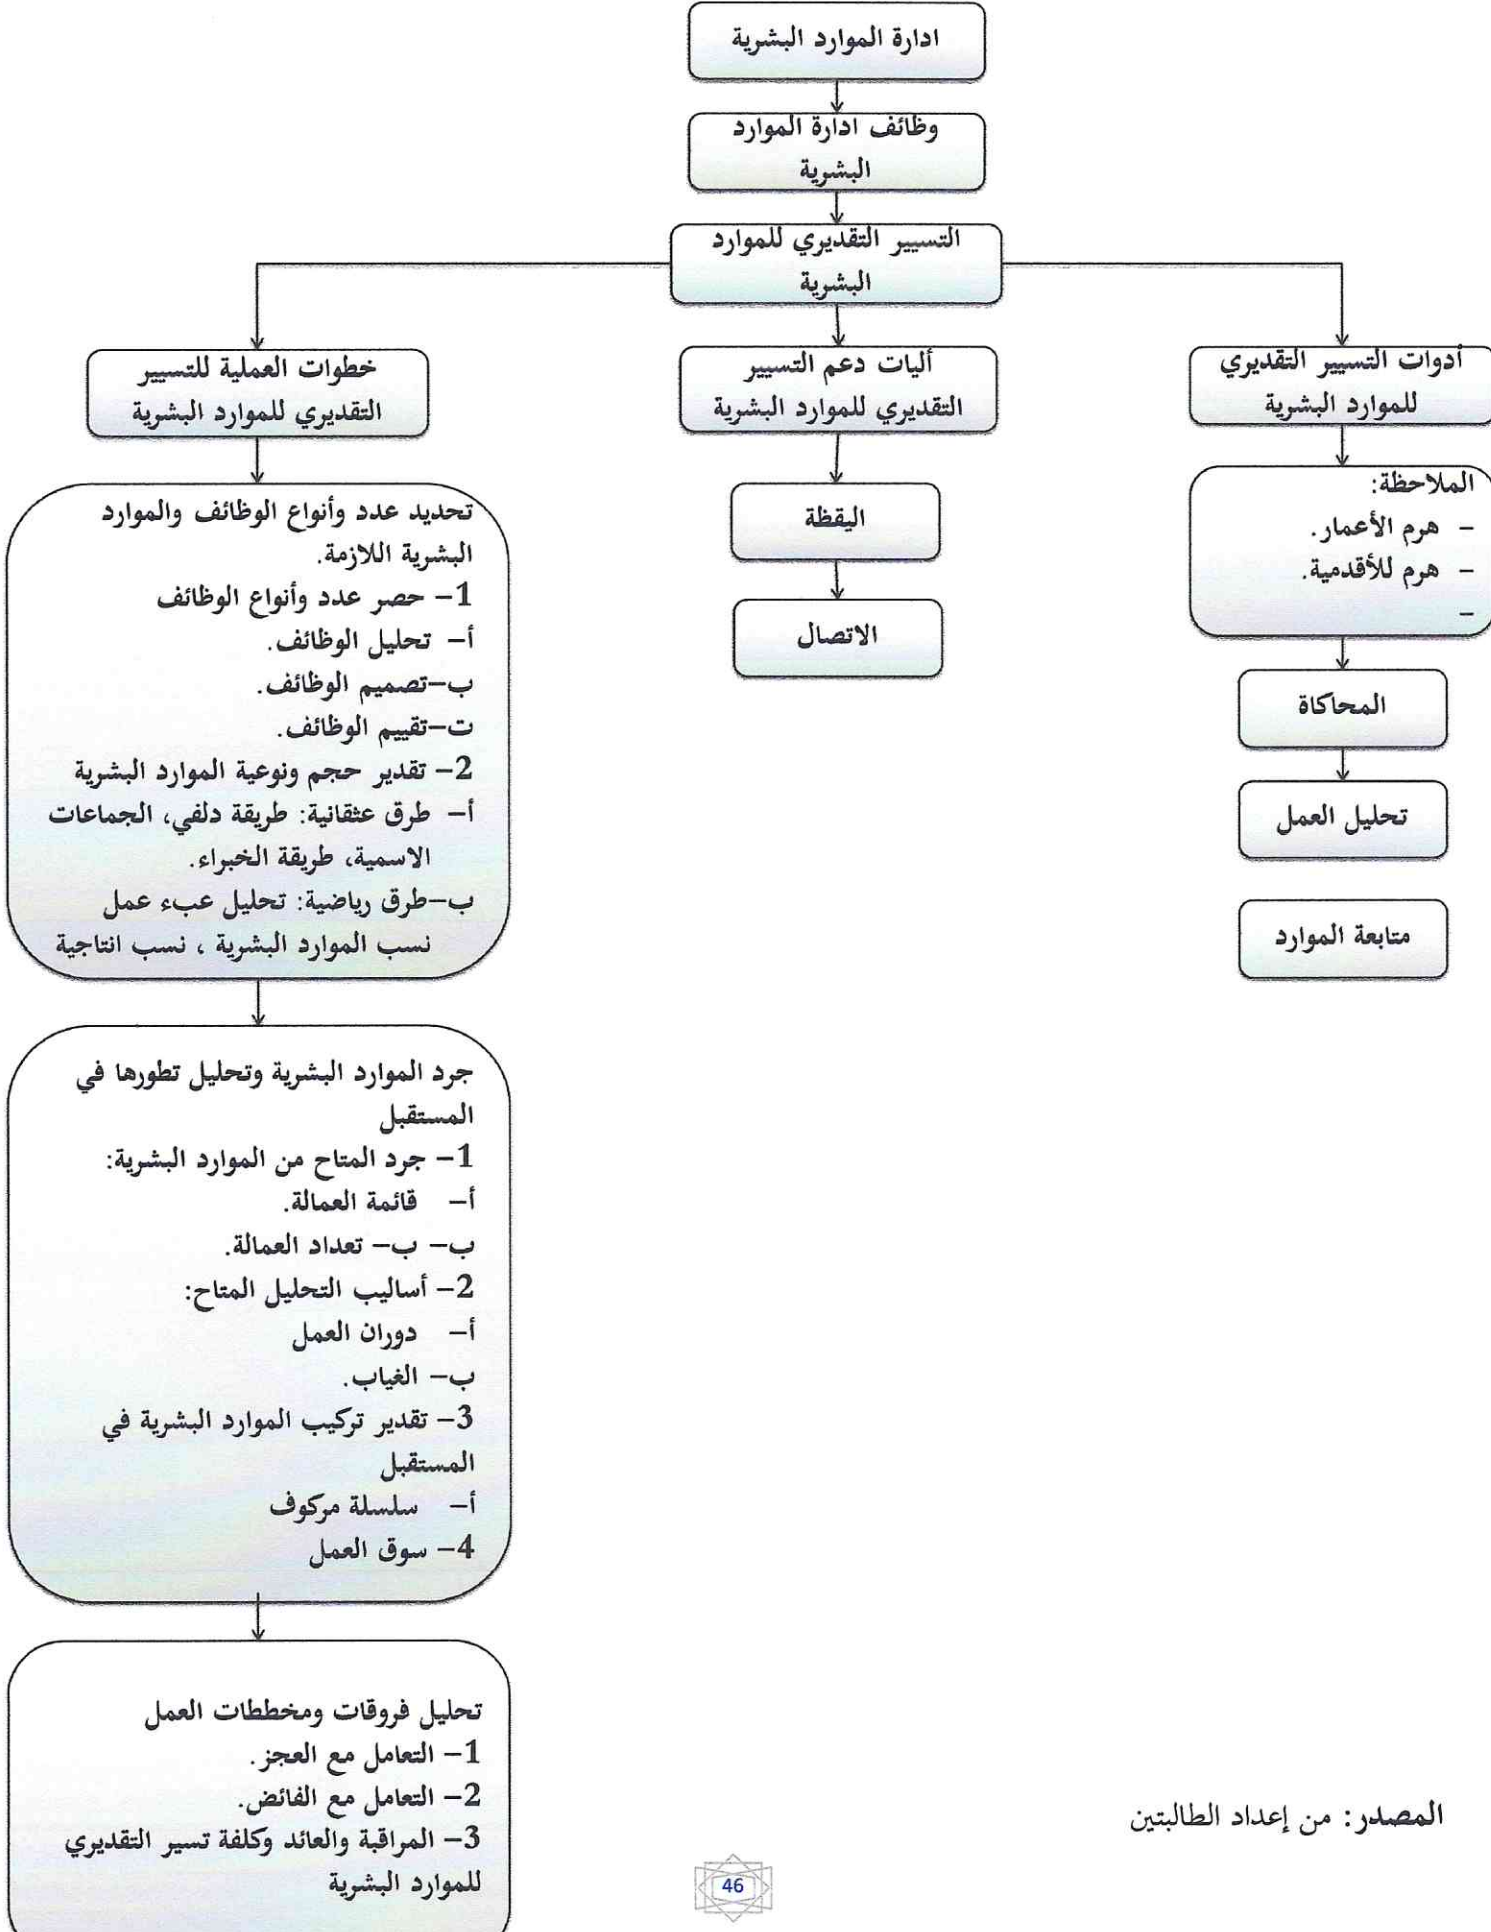 ادارة الموارد البشرية
وظائف ادارة الموارد
البشرية
التسيير التقديري للموارد
البشرية
أدوات التسيير التقديري
للموارد البشرية
الملاحظة:
– هرم الأعمار.
– هرم للأقدمية.
–
المحاكاة
تحليل العمل
متابعة الموارد
أليات دعم التسيير
التقديري للموارد البشرية
اليقظة
الاتصال
خطوات العملية للتسيير
التقديري للموارد البشرية
تحديد عدد وأنواع الوظائف والموارد
البشرية اللازمة.
1– حصر عدد وأنواع الوظائف
أ– تحليل الوظائف.
ب–تصميم الوظائف.
ت–تقييم الوظائف.
2– تقدير حجم ونوعية الموارد البشرية
أ– طرق عثقانية: طريقة دلفي، الجماعات
الاسمية، طريقة الخبراء.
ب–طرق رياضية: تحليل عبء عمل
نسب الموارد البشرية ، نسب انتاجية
جرد الموارد البشرية وتحليل تطورها في
المستقبل
1– جرد المتاح من الموارد البشرية:
أ– قائمة العمالة.
ب– ب– تعداد العمالة.
2– أساليب التحليل المتاح:
أ– دوران العمل
ب– الغياب.
3– تقدير تركيب الموارد البشرية في
المستقبل
أ– سلسلة مركوف
4– سوق العمل
تحليل فروقات ومخططات العمل
1– التعامل مع العجز.
2– التعامل مع الفائض.
3– المراقبة والعائد وكلفة تسير التقديري
للموارد البشرية
المصدر: من إعداد الطالبتين
46